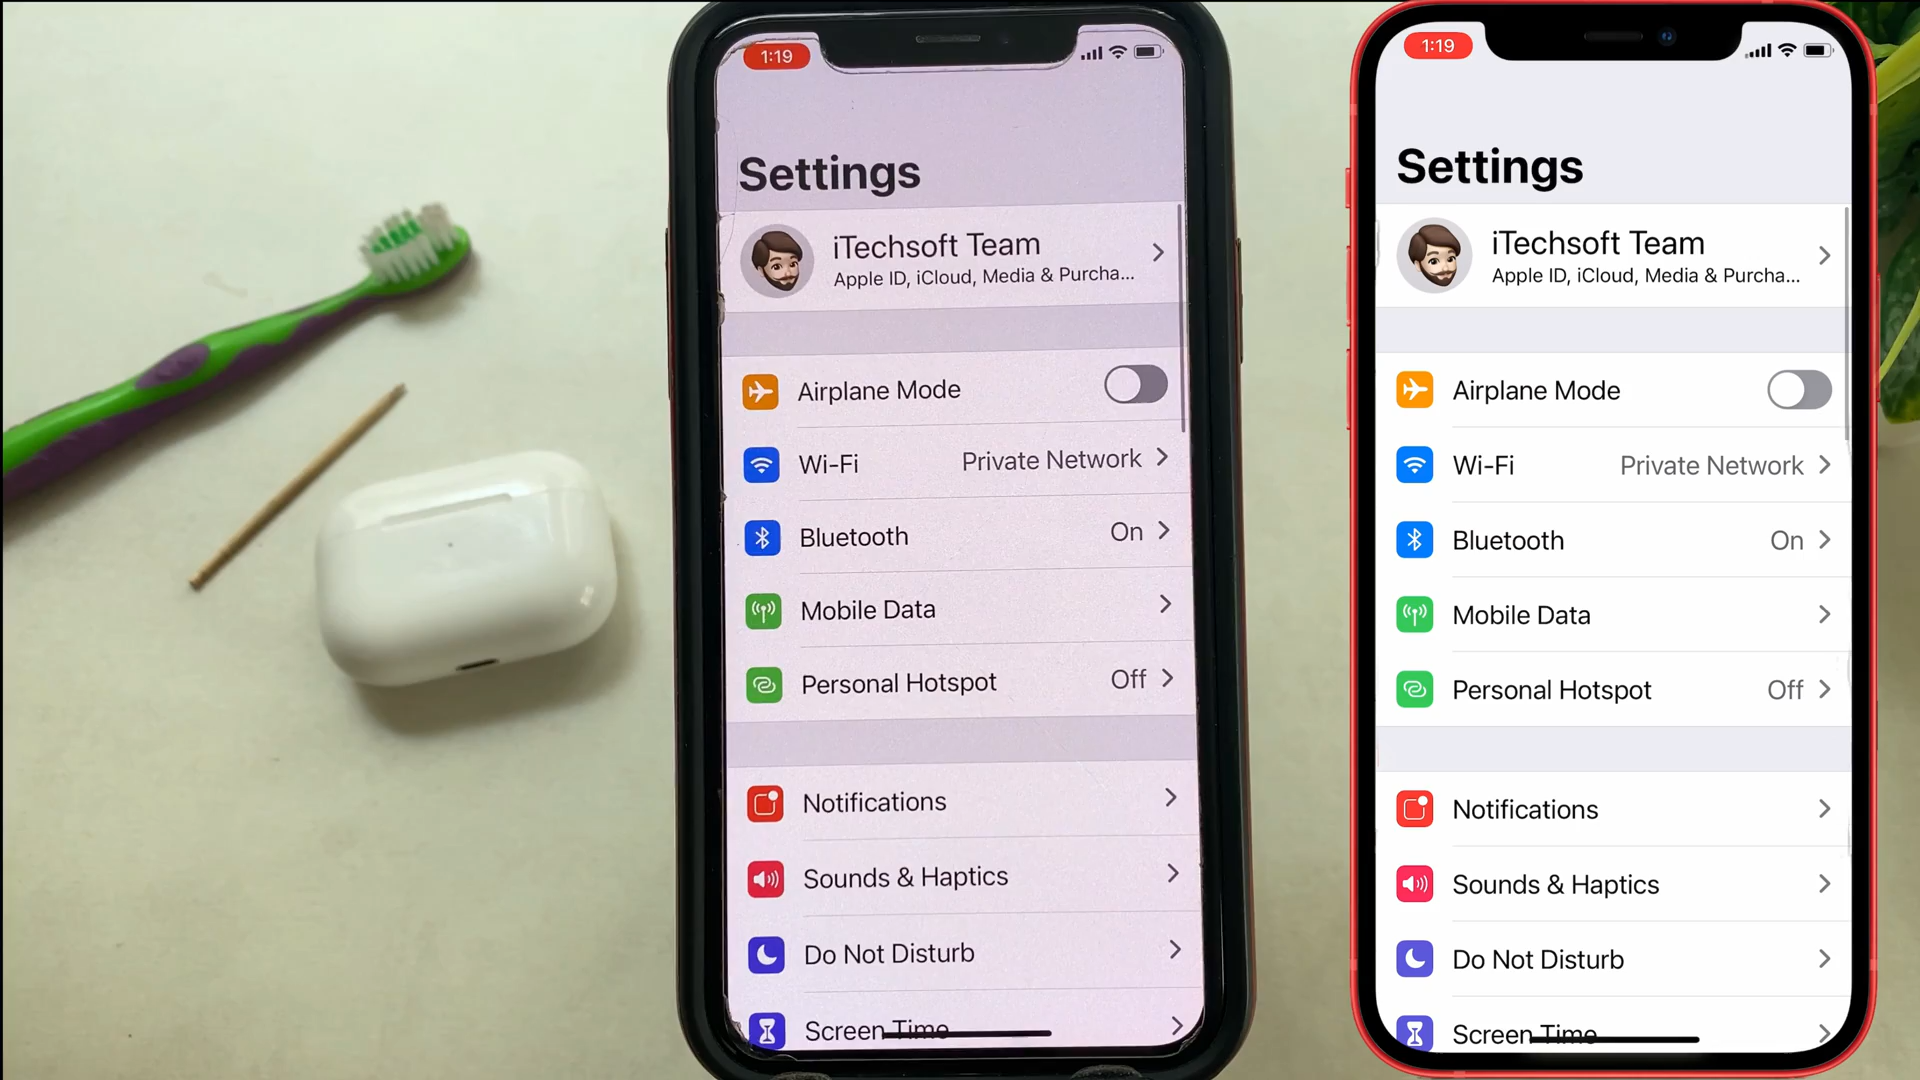 1:19
Settings
iTechsoft Team
Apple ID, iCloud, Media & Purcha...
Airplane Mode
Wi-Fi Private Network
Bluetooth On
Mobile Data
Personal Hotspot Off
Notifications
Sounds & Haptics
Do Not Disturb
Screen Time
1:19
Settings
iTechsoft Team
Apple ID, iCloud, Media & Purcha...
Airplane Mode
Wi-Fi Private Network
Bluetooth On
Mobile Data
Personal Hotspot Off
Notifications
Sounds & Haptics
Do Not Disturb
Screen Time